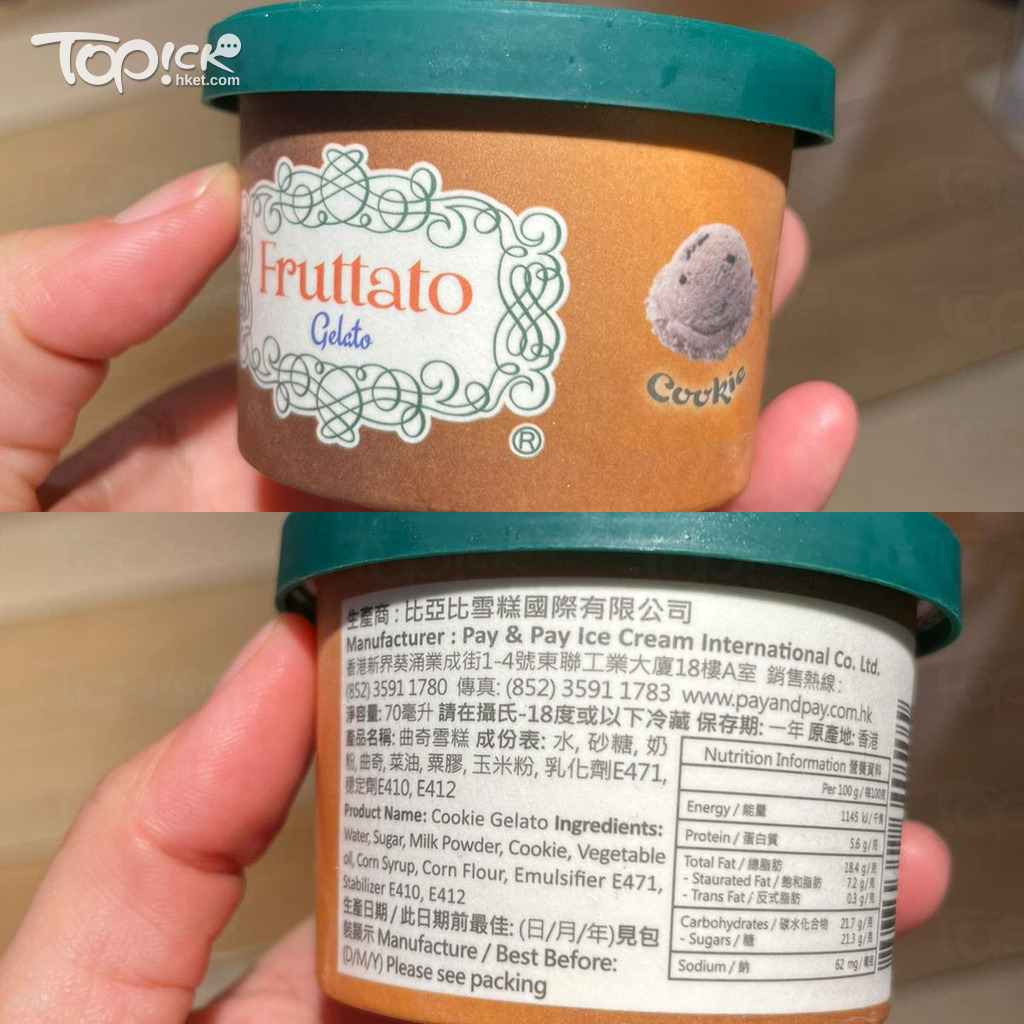 TOPick
hket.com
Fruttato
Gelato
Cookie
®
生產商 : 比亞比雪糕國際有限公司
Manufacturer : Pay & Pay Ice Cream International Co. Ltd.
香港新界葵涌業成街1-4號東聯工業大廈18樓A室 銷售熱線:
(852) 3591 1780 傳真: (852) 3591 1783 www.payandpay.com.hk
淨容量: 70毫升 請在攝氏-18度或以下冷藏 保存期: 一年 原產地: 香港
產品名稱: 曲奇雪糕 成份表: 水, 砂糖, 奶
粉, 曲奇, 菜油, 粟膠, 玉米粉, 乳化劑E471,
穩定劑E410, E412
Product Name: Cookie Gelato Ingredients:
Water, Sugar, Milk Powder, Cookie, Vegetable
oil, Corn Syrup, Corn Flour, Emulsifier E471,
Stabilizer E410, E412
生產日期 / 此日期前最佳: (日/月/年)見包
裝顯示 Manufacture / Best Before:
(D/M/Y) Please see packing
Nutrition Information 營養資料
Per 100 g / 每100克
Energy / 能量 1145 kJ / 千焦
Protein / 蛋白質 5.6 g / 克
Total Fat / 總脂肪 18.4 g / 克
- Staurated Fat / 飽和脂肪 7.2 g / 克
- Trans Fat / 反式脂肪 0.3 g / 克
Carbohydrates / 碳水化合物 21.7 g / 克
- Sugars / 糖 21.3 g / 克
Sodium / 鈉 62 mg / 毫克